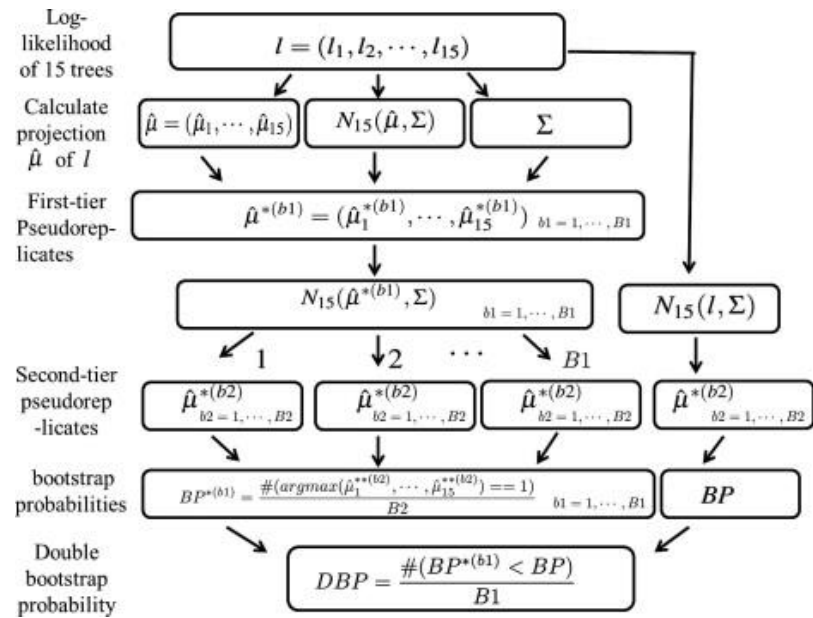 Log-
likelihood
of 15 trees
l = (l₁, l₂, ⋯, l₁₅)
Calculate
projection
μ̂ of l
μ̂ = (μ̂₁, ⋯, μ̂₁₅)
N₁₅(μ̂, Σ)
Σ
First-tier
Pseudorep-
licates
μ̂*⁽ᵇ¹⁾ = (μ̂₁*⁽ᵇ¹⁾, ⋯, μ̂₁₅*⁽ᵇ¹⁾) b1 = 1, ⋯, B1
N₁₅(μ̂*⁽ᵇ¹⁾, Σ) b1 = 1, ⋯, B1
N₁₅(l, Σ)
1 2 ⋯ B1
Second-tier
pseudorep
-licates
μ̂*⁽ᵇ²⁾ b2 = 1, ⋯, B2
μ̂*⁽ᵇ²⁾ b2 = 1, ⋯, B2
μ̂*⁽ᵇ²⁾ b2 = 1, ⋯, B2
μ̂*⁽ᵇ²⁾ b2 = 1, ⋯, B2
bootstrap
probabilities
BP*⁽ᵇ¹⁾ = #(argmax(μ̂₁**⁽ᵇ²⁾, ⋯, μ̂₁₅**⁽ᵇ²⁾) == 1) / B2 b1 = 1, ⋯, B1
BP
Double
bootstrap
probability
DBP = #(BP*⁽ᵇ¹⁾ < BP) / B1